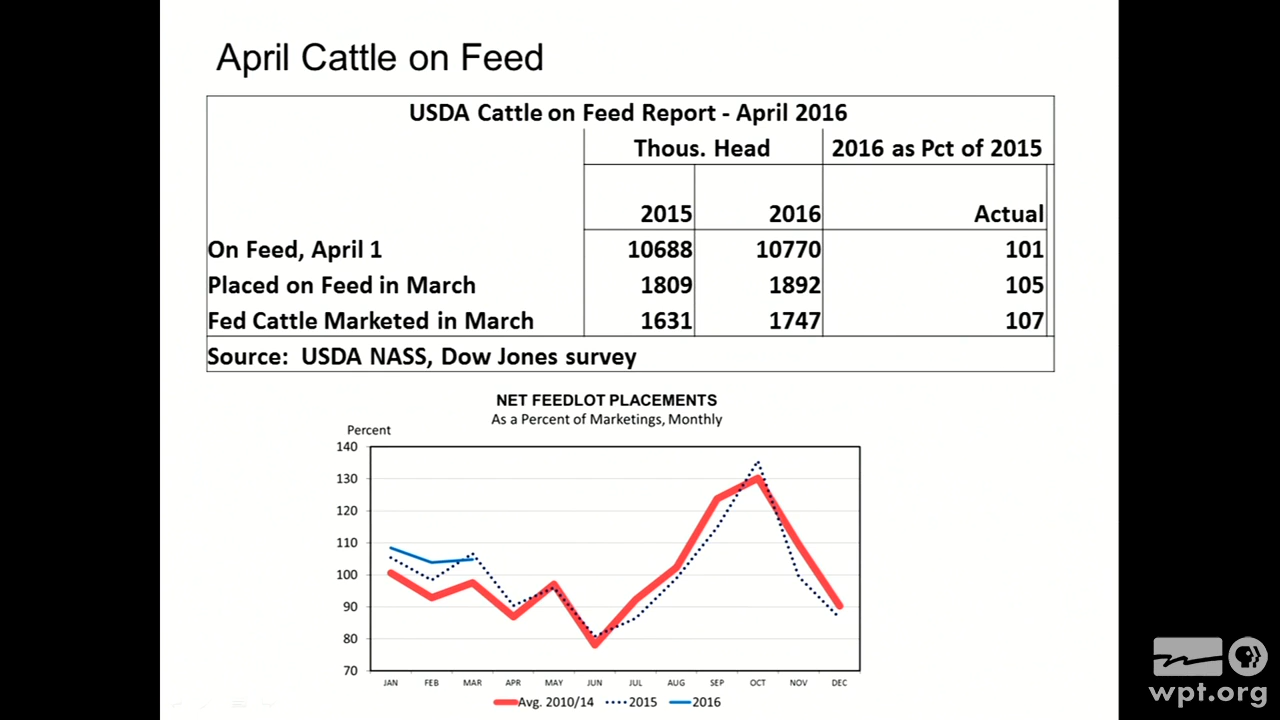 April Cattle on Feed
USDA Cattle on Feed Report - April 2016
Thous. Head 2016 as Pct of 2015
2015 2016 Actual
On Feed, April 1 10688 10770 101
Placed on Feed in March 1809 1892 105
Fed Cattle Marketed in March 1631 1747 107
Source: USDA NASS, Dow Jones survey
NET FEEDLOT PLACEMENTS
As a Percent of Marketings, Monthly
Percent
140
130
120
110
100
90
80
70
JAN FEB MAR APR MAY JUN JUL AUG SEP OCT NOV DEC
Avg. 2010/14 2015 2016
wpt.org